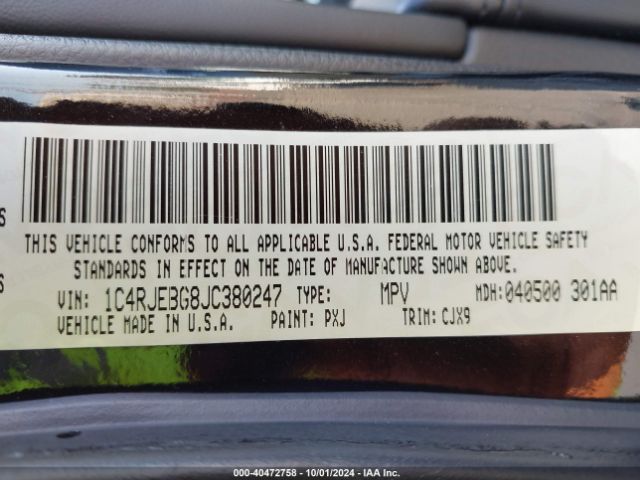 THIS VEHICLE CONFORMS TO ALL APPLICABLE U.S.A. FEDERAL MOTOR VEHICLE SAFETY
STANDARDS IN EFFECT ON THE DATE OF MANUFACTURE SHOWN ABOVE.
VIN: 1C4RJEBG8JC380247 TYPE: MPV MDH: 040500 301AA
VEHICLE MADE IN U.S.A. PAINT: PXJ TRIM: CJX9
000-40472758 | 10/01/2024 | IAA Inc.